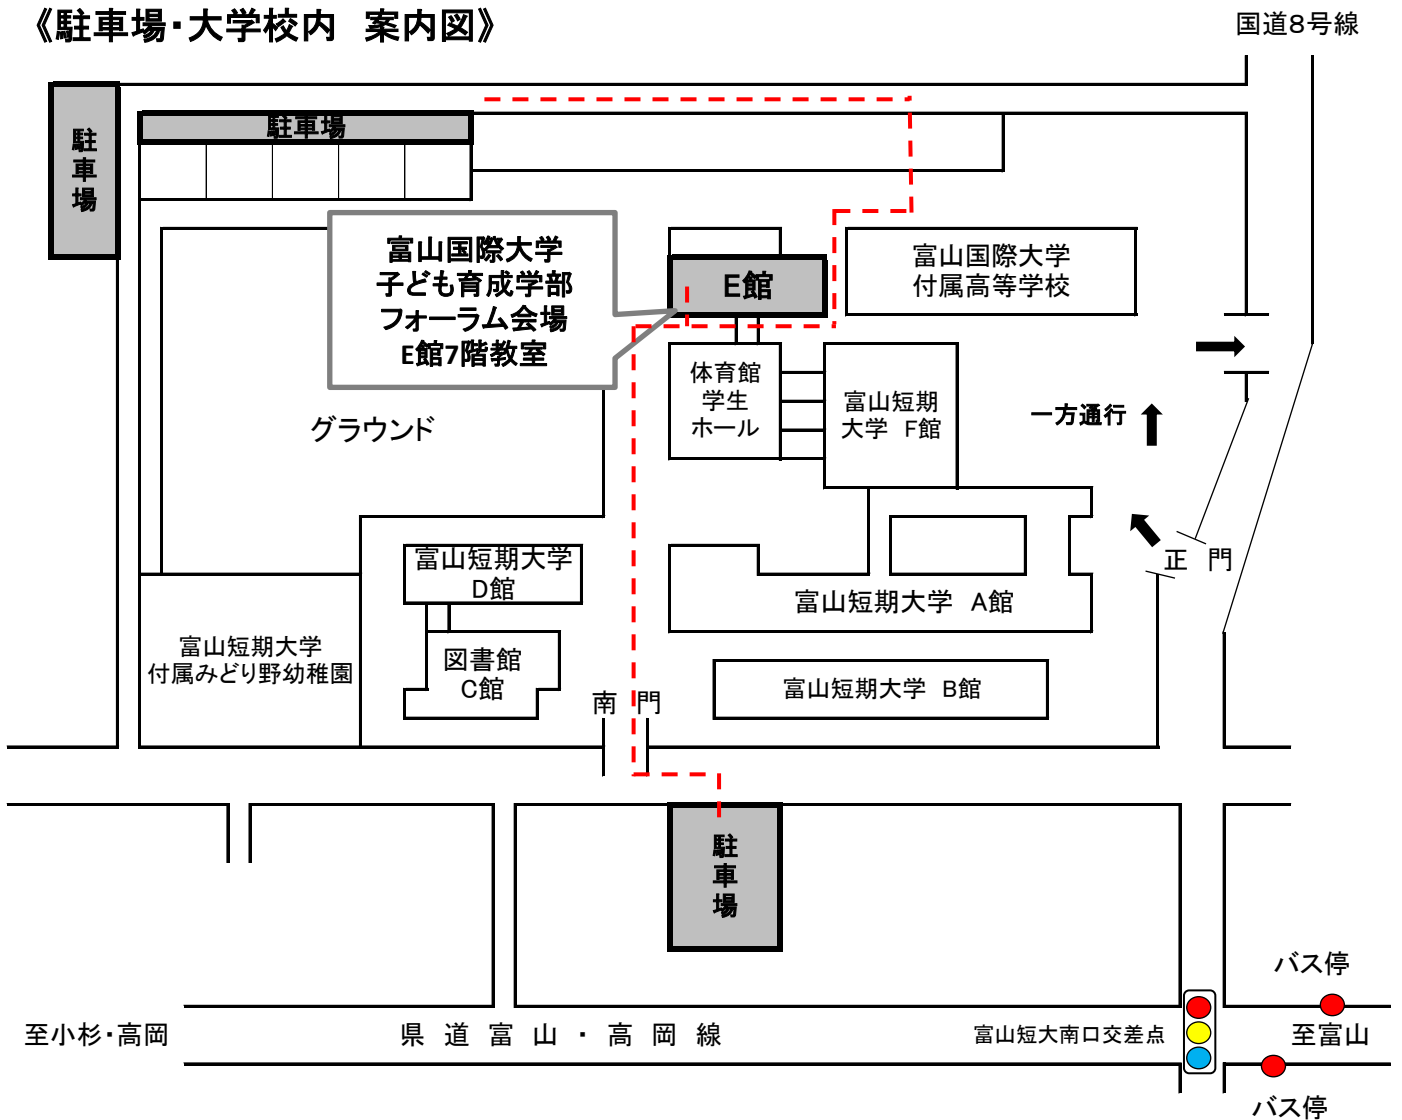 《駐車場・大学校内　案内図》
国道8号線
駐車場
駐車場
富山国際大学
子ども育成学部
フォーラム会場
E館7階教室
E館
富山国際大学
付属高等学校
体育館
学生
ホール
富山短期
大学 F館
一方通行
グラウンド
正 門
富山短期大学
D館
富山短期大学 A館
富山短期大学
付属みどり野幼稚園
図書館
C館
富山短期大学 B館
南 門
駐車場
バス停
至小杉・高岡
県 道 富 山 ・ 高 岡 線
富山短大南口交差点
至富山
バス停